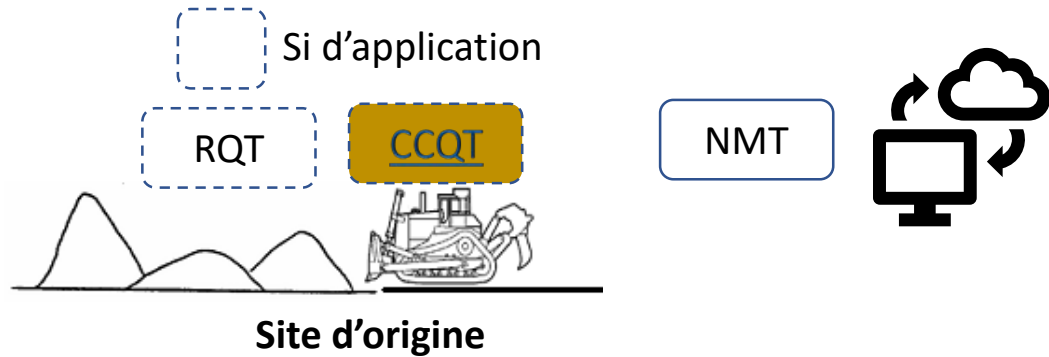 Si d’application
RQT
CCQT
NMT
Site d’origine